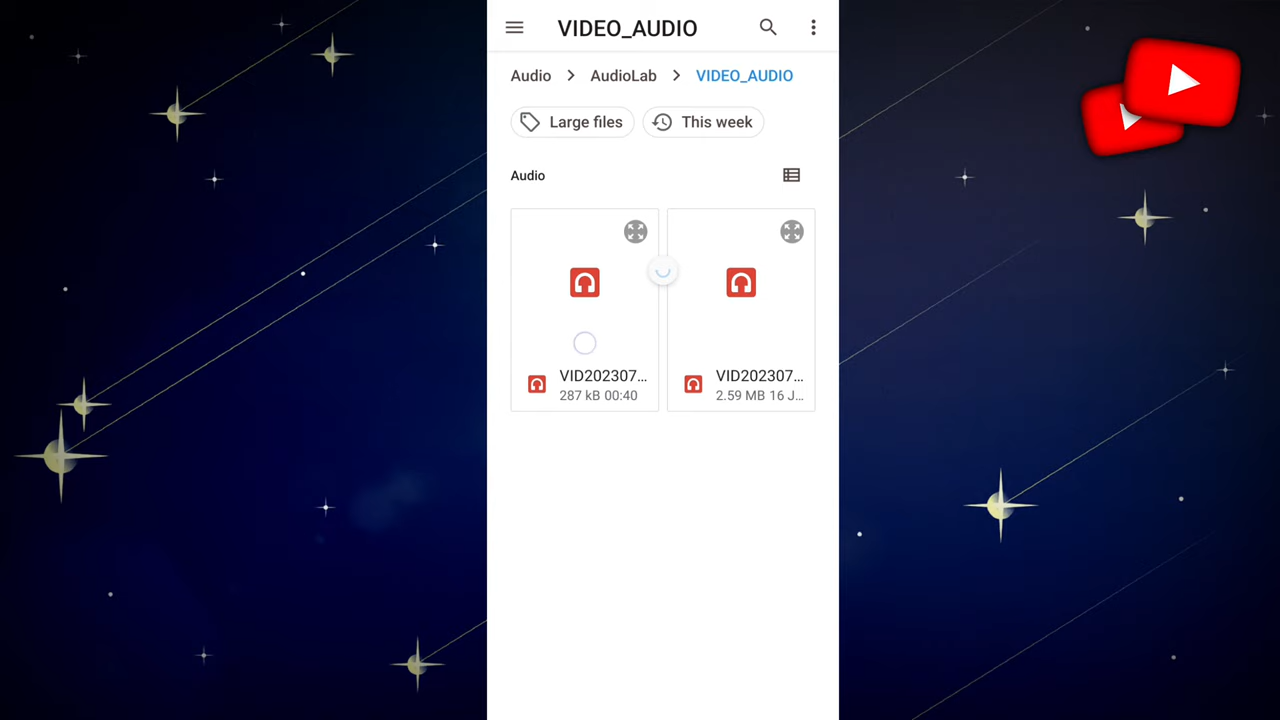 VIDEO_AUDIO
Audio > AudioLab > VIDEO_AUDIO
Large files
This week
Audio
VID202307...
287 kB 00:40
VID202307...
2.59 MB 16 J...